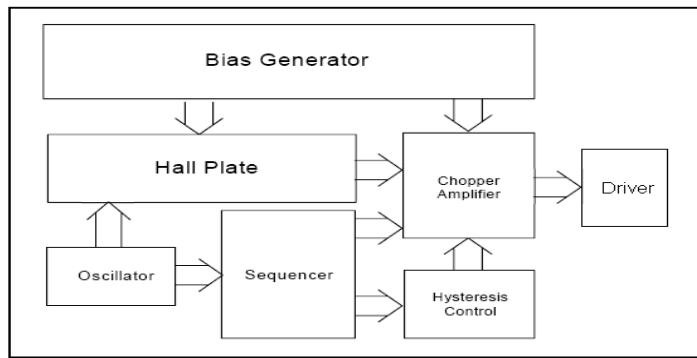 Bias Generator
Hall Plate
Chopper
Amplifier
Driver
Oscillator
Sequencer
Hysteresis
Control